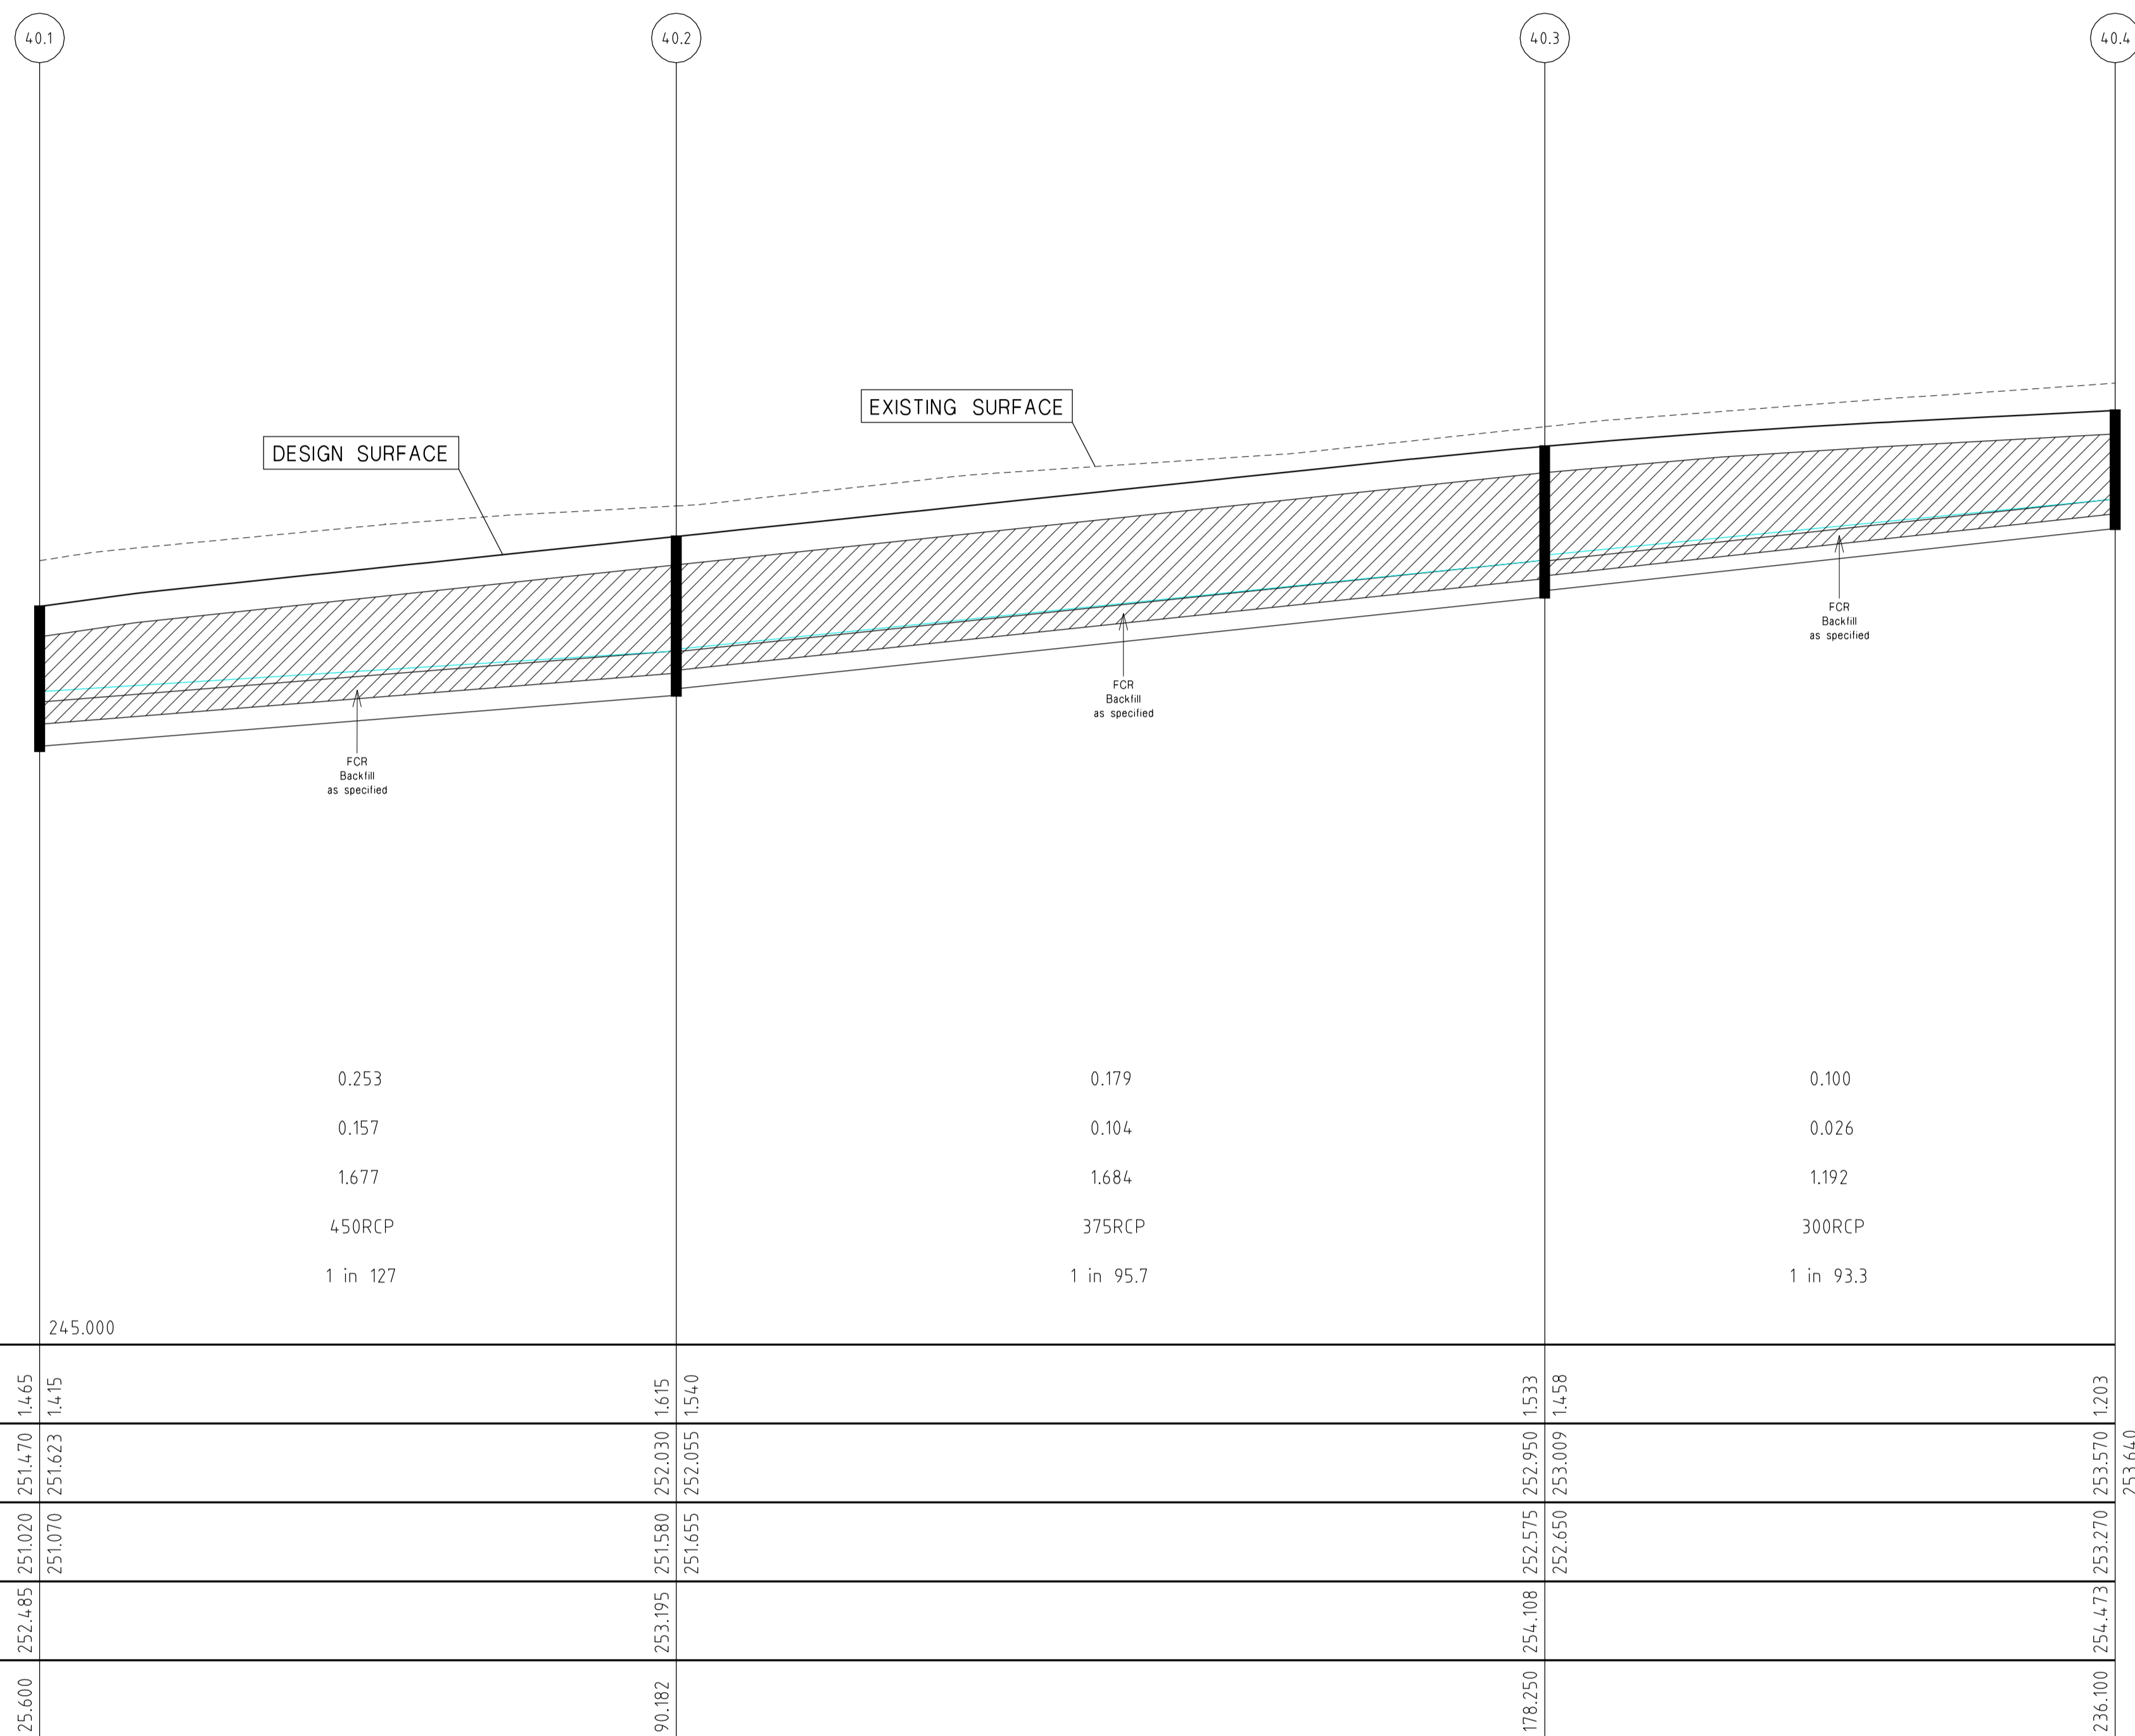 40.1
40.2
40.3
40.4
EXISTING SURFACE
DESIGN SURFACE
FCR
Backfill
as specified
FCR
Backfill
as specified
FCR
Backfill
as specified
0.253
0.179
0.100
0.157
0.104
0.026
1.677
1.684
1.192
450RCP
375RCP
300RCP
1 in 127
1 in 95.7
1 in 93.3
245.000
1.465
1.415
1.615
1.540
1.533
1.458
1.203
251.470
251.623
252.030
252.055
252.950
253.009
253.570
253.640
251.020
251.070
251.580
251.655
252.575
252.650
253.270
252.485
253.195
254.108
254.473
25.600
90.182
178.250
236.100